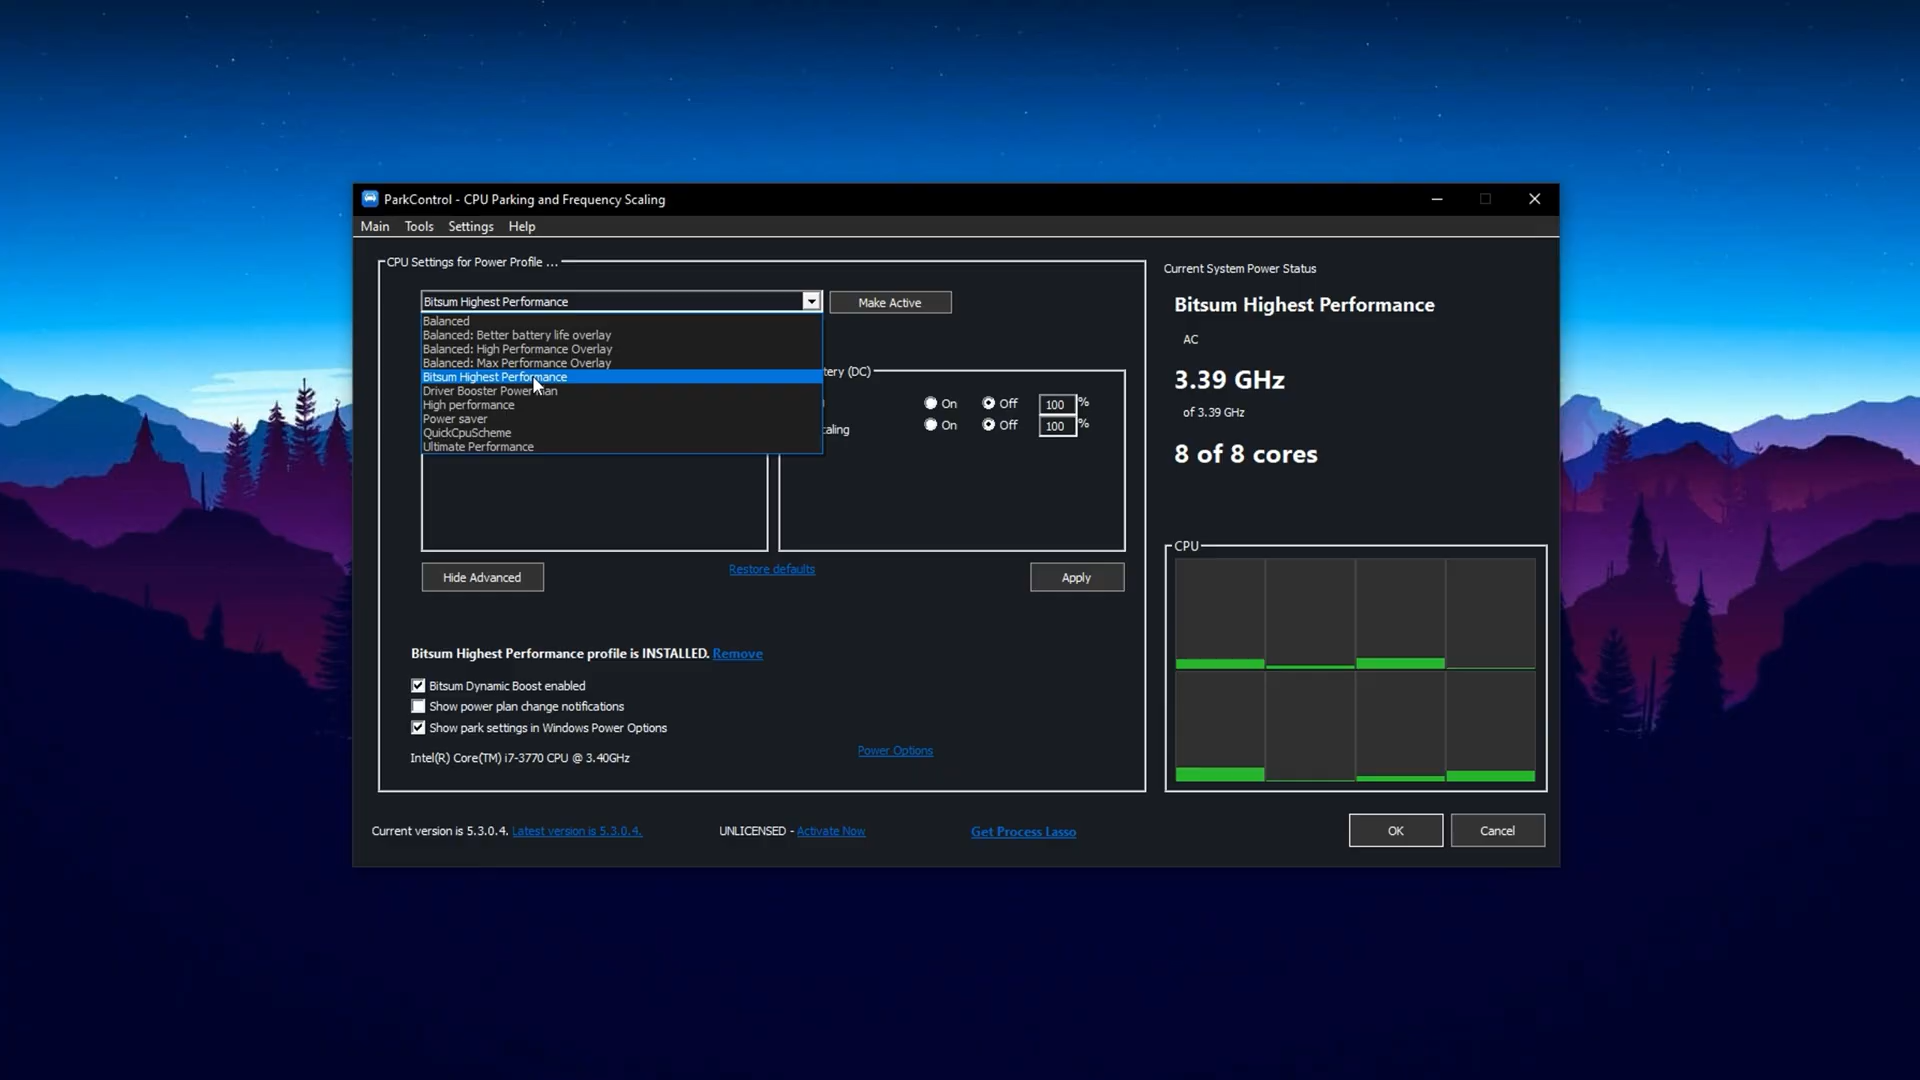 ParkControl - CPU Parking and Frequency Scaling
Main Tools Settings Help
CPU Settings for Power Profile ...
Bitsum Highest Performance
Make Active
Balanced
Balanced: Better battery life overlay
Balanced: High Performance Overlay
Balanced: Max Performance Overlay
Bitsum Highest Performance
Driver Booster Power
High performance
Power saver
QuickCpuScheme
Ultimate Performance
(DC)
On Off 100 %
On Off 100 %
Hide Advanced
Restore defaults
Apply
Bitsum Highest Performance profile is INSTALLED. Remove
Bitsum Dynamic Boost enabled
Show power plan change notifications
Show park settings in Windows Power Options
Intel(R) Core(TM) i7-3770 CPU @ 3.40GHz
Power Options
Current System Power Status
Bitsum Highest Performance
AC
3.39 GHz
of 3.39 GHz
8 of 8 cores
CPU
Current version is 5.3.0.4. Latest version is 5.3.0.4.
UNLICENSED - Activate Now
Get Process Lasso
OK
Cancel